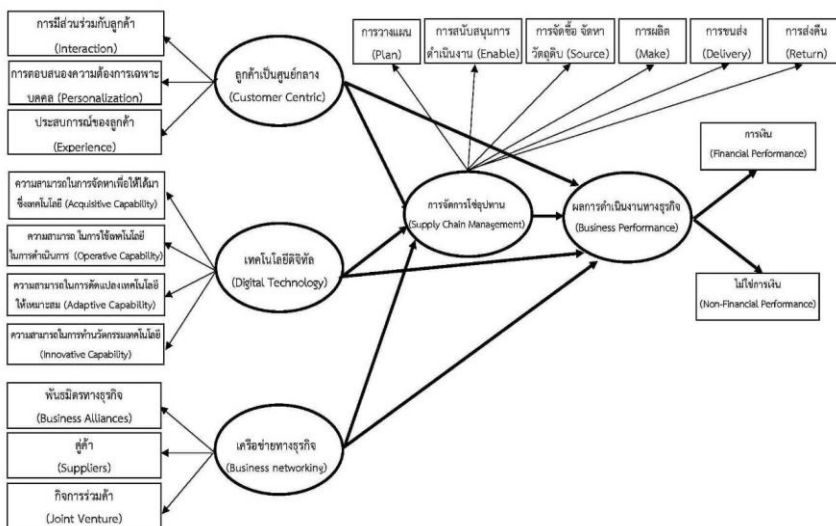 การมีส่วนร่วมกับลูกค้า
(Interaction)
การตอบสนองความต้องการเฉพาะ
บุคคล (Personalization)
ประสบการณ์ของลูกค้า
(Experience)
ลูกค้าเป็นศูนย์กลาง
(Customer Centric)
การวางแผน
(Plan)
การสนับสนุนการ
ดำเนินงาน (Enable)
การจัดซื้อ จัดหา
วัตถุดิบ (Source)
การผลิต
(Make)
การขนส่ง
(Delivery)
การส่งคืน
(Return)
ความสามารถในการจัดหาเพื่อให้ได้มา
ซึ่งเทคโนโลยี (Acquisitive Capability)
ความสามารถ ในการใช้เทคโนโลยี
ในการดำเนินการ (Operative Capability)
ความสามารถในการดัดแปลงเทคโนโลยี
ให้เหมาะสม (Adaptive Capability)
ความสามารถในการทำนวัตกรรมเทคโนโลยี
(Innovative Capability)
เทคโนโลยีดิจิทัล
(Digital Technology)
การจัดการโซ่อุปทาน
(Supply Chain Management)
ผลการดำเนินงานทางธุรกิจ
(Business Performance)
การเงิน
(Financial Performance)
ไม่ใช่การเงิน
(Non-Financial Performance)
พันธมิตรทางธุรกิจ
(Business Alliances)
คู่ค้า
(Suppliers)
กิจการร่วมค้า
(Joint Venture)
เครือข่ายทางธุรกิจ
(Business networking)